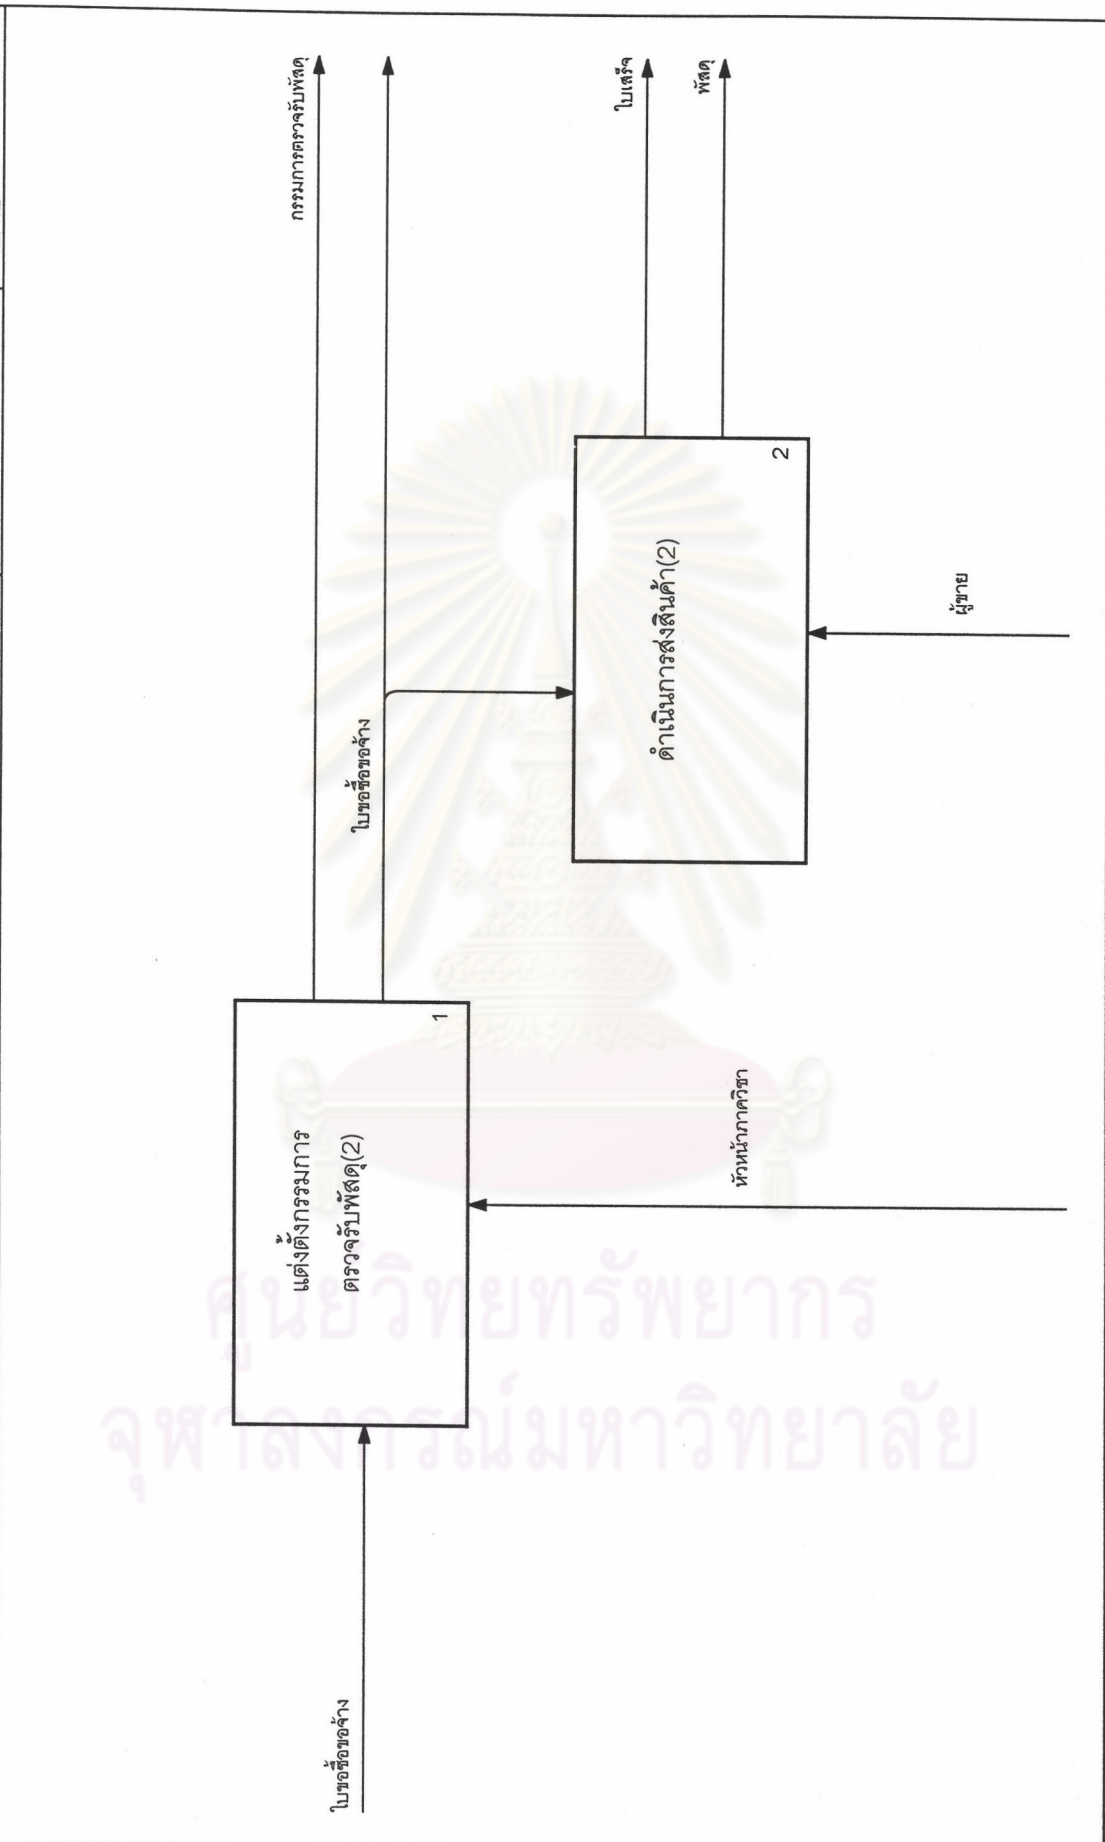 กรรมการตรวจรับพัสดุ
ใบขอซื้อขอจ้าง
ใบขอซื้อขอจ้าง
แต่งตั้งกรรมการ
ตรวจรับพัสดุ(2)
1
ใบเสร็จ
พัสดุ
ดำเนินการส่งสินค้า(2)
2
หัวหน้าภาควิชา
ผู้ขาย
ศูนย์วิทยทรัพยากร
จุฬาลงกรณ์มหาวิทยาลัย